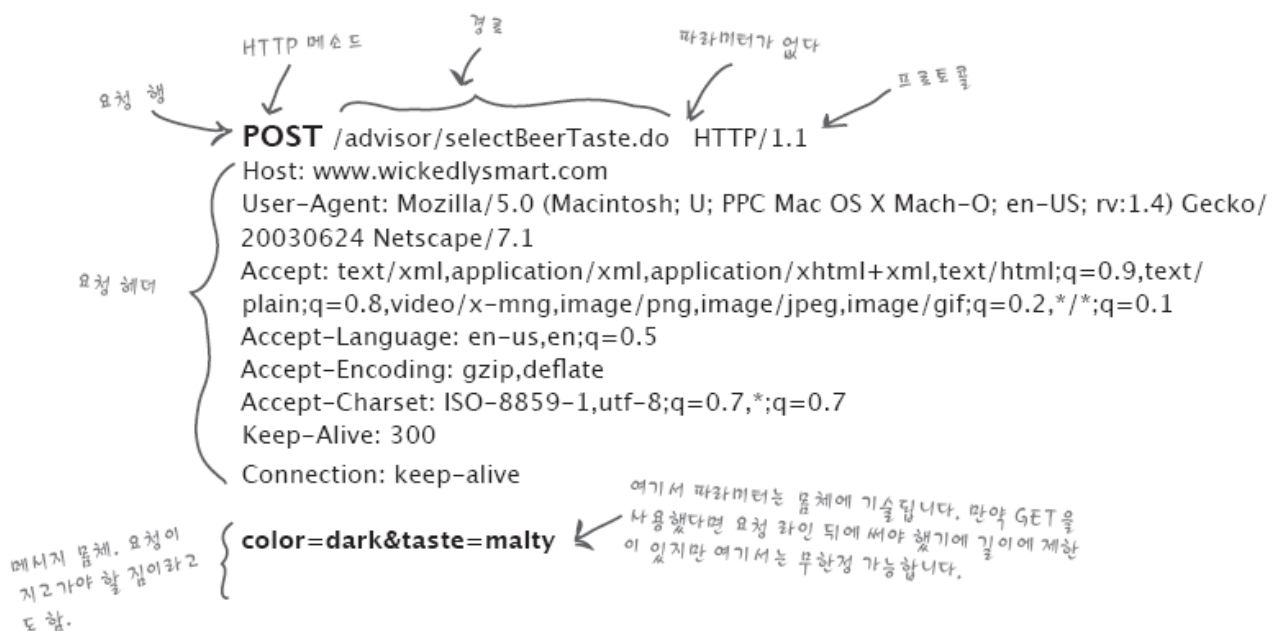 경로
HTTP 메소드
파라미터가 없다
프로토콜
요청 행
POST /advisor/selectBeerTaste.do HTTP/1.1
Host: www.wickedlysmart.com
User-Agent: Mozilla/5.0 (Macintosh; U; PPC Mac OS X Mach-O; en-US; rv:1.4) Gecko/
20030624 Netscape/7.1
요청 헤더
Accept: text/xml,application/xml,application/xhtml+xml,text/html;q=0.9,text/
plain;q=0.8,video/x-mng,image/png,image/jpeg,image/gif;q=0.2,*/*;q=0.1
Accept-Language: en-us,en;q=0.5
Accept-Encoding: gzip,deflate
Accept-Charset: ISO-8859-1,utf-8;q=0.7,*;q=0.7
Keep-Alive: 300
Connection: keep-alive
여기서 파라미터는 몸체에 기술됩니다. 만약 GET을
사용했다면 요청 라인 뒤에 써야 했기에 길이에 제한
이 있지만 여기서는 무한정 가능합니다.
color=dark&taste=malty
메시지 몸체. 요청이
지고가야 할 짐이라고
도 함.